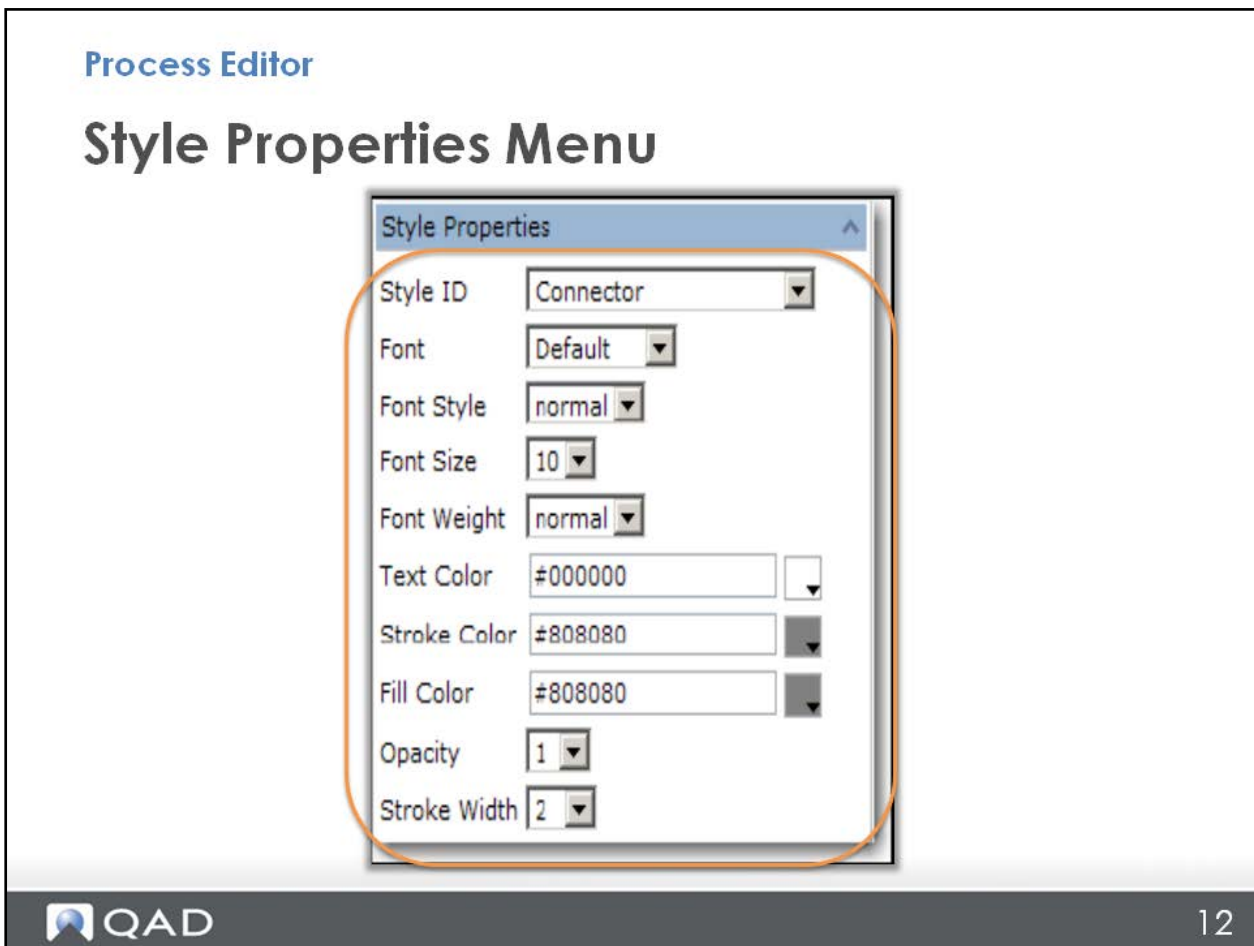 Process Editor
Style Properties Menu
Style Properties
Style ID Connector
Font Default
Font Style normal
Font Size 10
Font Weight normal
Text Color #000000
Stroke Color #808080
Fill Color #808080
Opacity 1
Stroke Width 2
QAD 12